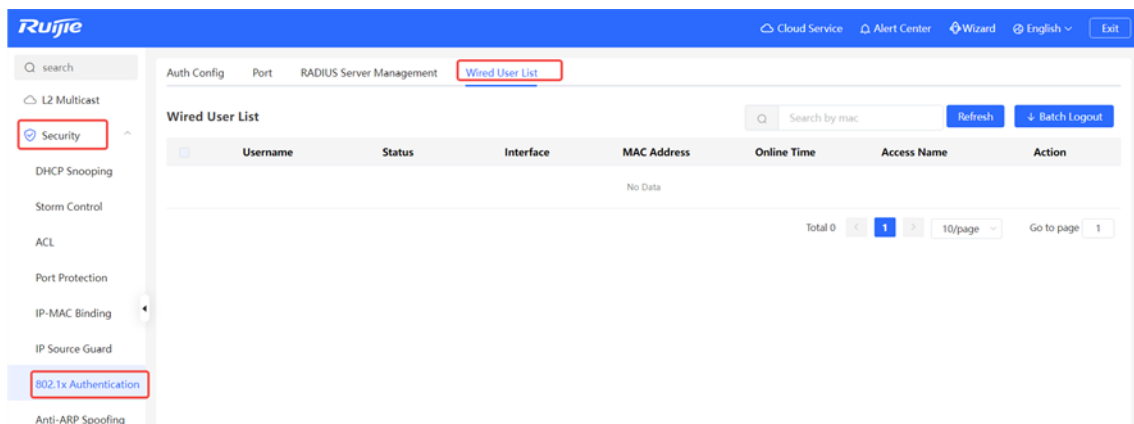 Ruijie
Cloud Service Alert Center Wizard English Exit
search
L2 Multicast
Security
DHCP Snooping
Storm Control
ACL
Port Protection
IP-MAC Binding
IP Source Guard
802.1x Authentication
Anti-ARP Spoofing
Auth Config Port RADIUS Server Management Wired User List
Wired User List
Search by mac Refresh Batch Logout
Username Status Interface MAC Address Online Time Access Name Action
No Data
Total 0 1 10/page Go to page 1